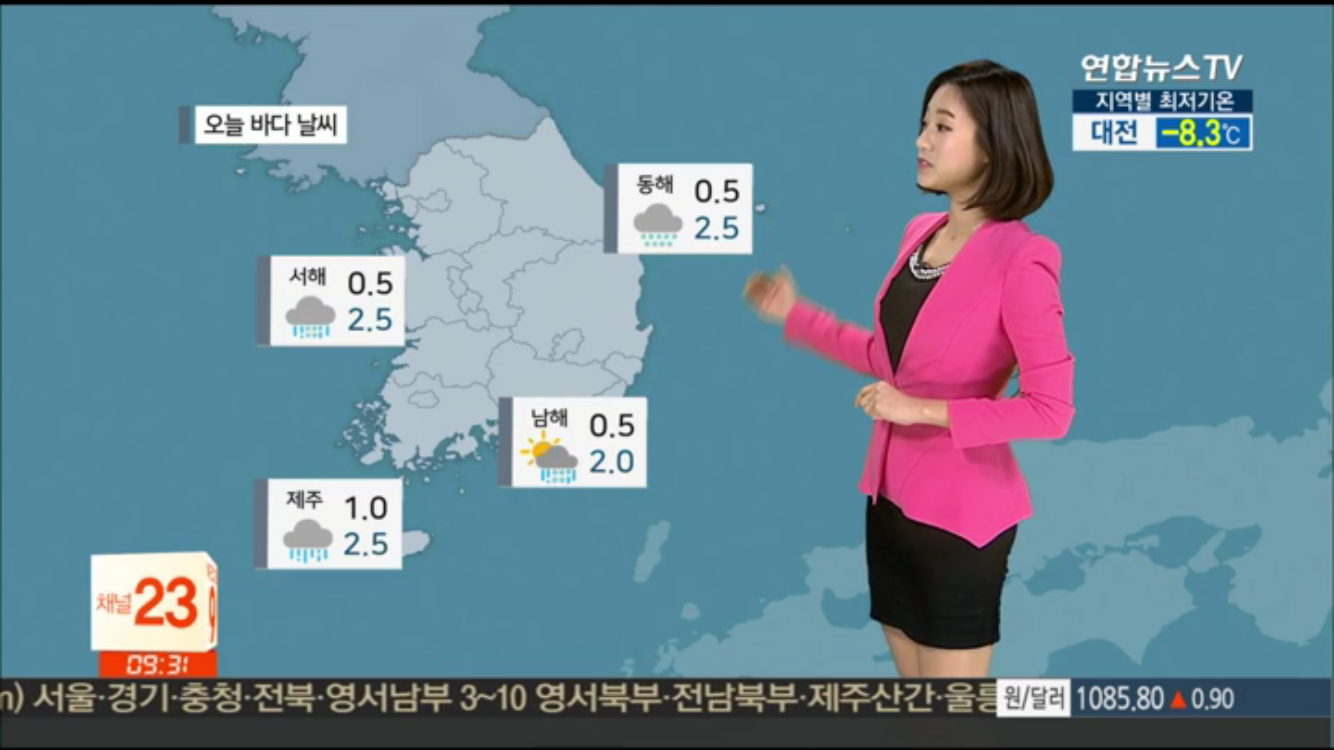 연합뉴스TV
지역별 최저기온
대전 -8.3℃
오늘 바다 날씨
동해 0.5
2.5
서해 0.5
2.5
남해 0.5
2.0
제주 1.0
2.5
채널 23
9
09:31
서울·경기·충청·전북·영서남부 3~10 영서북부·전남북부·제주산간·울릉
원/달러 1085.80 ▲ 0.90